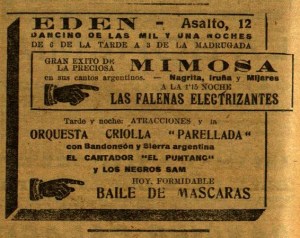 EDEN - Asalto, 12
DANCING DE LAS MIL Y UNA NOCHES
DE 6 DE LA TARDE A 3 DE LA MADRUGADA
GRAN EXITO DE LA PRECIOSA MIMOSA
en sus cantos argentinos. - Nagrita, Iruña y Mijares
A LA 1'15 NOCHE
LAS FALENAS ELECTRIZANTES
Tarde y noche: ATRACCIONES y la
ORQUESTA CRIOLLA "PARELLADA"
con Bandoneón y Sierra argentina
EL CANTADOR "EL PUNTANO"
y LOS NEGROS SAM
HOY, FORMIDABLE
BAILE DE MASCARAS